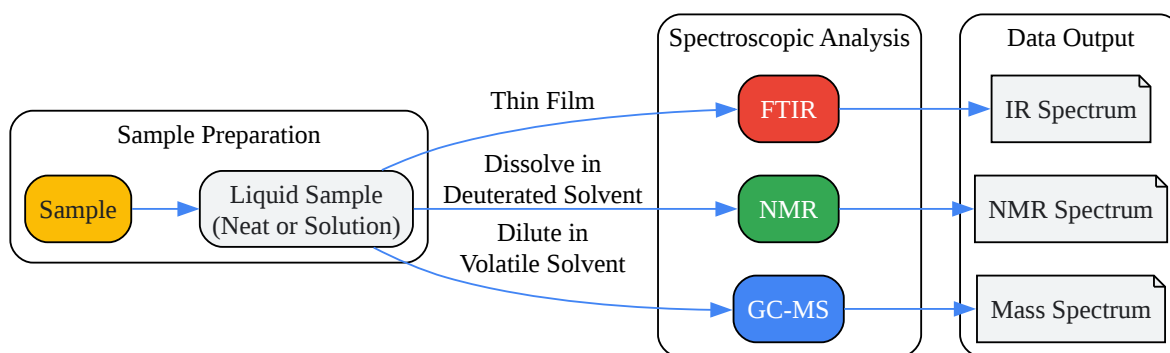 Sample Preparation
Sample
Liquid Sample
(Neat or Solution)
Thin Film
Dissolve in
Deuterated Solvent
Dilute in
Volatile Solvent
Spectroscopic Analysis
FTIR
NMR
GC-MS
Data Output
IR Spectrum
NMR Spectrum
Mass Spectrum